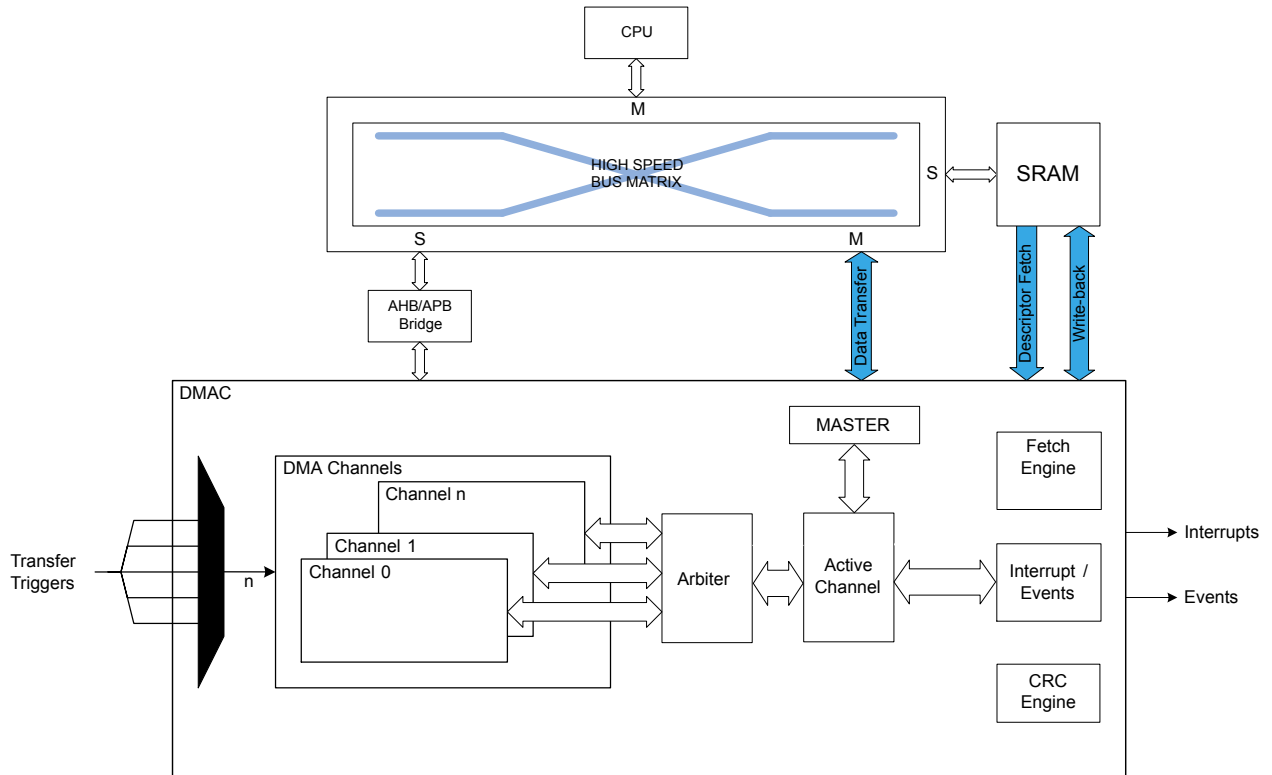 CPU
M
HIGH SPEED
BUS MATRIX
S
SRAM
S
M
AHB/APB
Bridge
Data Transfer
Descriptor Fetch
Write-back
DMAC
MASTER
Fetch
Engine
DMA Channels
Channel n
Channel 1
Channel 0
Transfer
Triggers
n
Arbiter
Active
Channel
Interrupt /
Events
Interrupts
Events
CRC
Engine